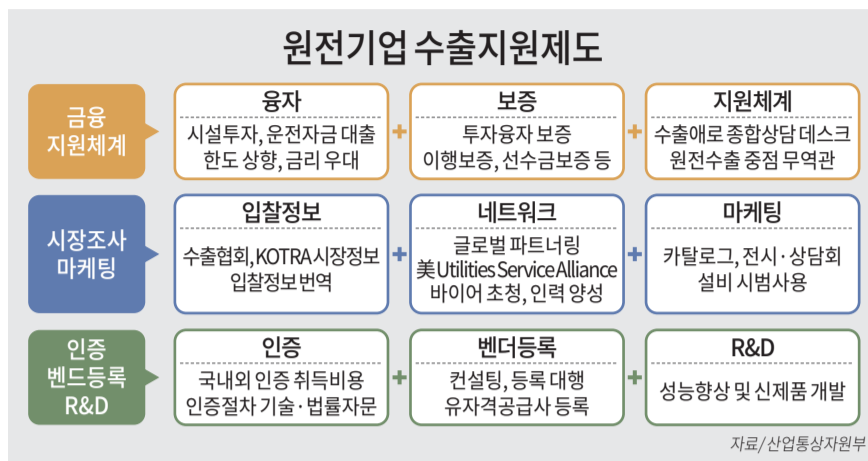 원전기업 수출지원제도
금융
지원체계
융자
시설투자, 운전자금 대출
한도 상향, 금리 우대
+
보증
투자융자 보증
이행보증, 선수금보증 등
+
지원체계
수출애로 종합상담 데스크
원전수출 중점 무역관
시장조사
마케팅
입찰정보
수출협회, KOTRA 시장정보
입찰정보 번역
+
네트워크
글로벌 파트너링
美 Utilities Service Alliance
바이어 초청, 인력 양성
+
마케팅
카탈로그, 전시·상담회
설비 시범사용
인증
벤드등록
R&D
인증
국내외 인증 취득비용
인증절차 기술·법률자문
+
벤더등록
컨설팅, 등록 대행
유자격공급사 등록
+
R&D
성능향상 및 신제품 개발
자료/산업통상자원부